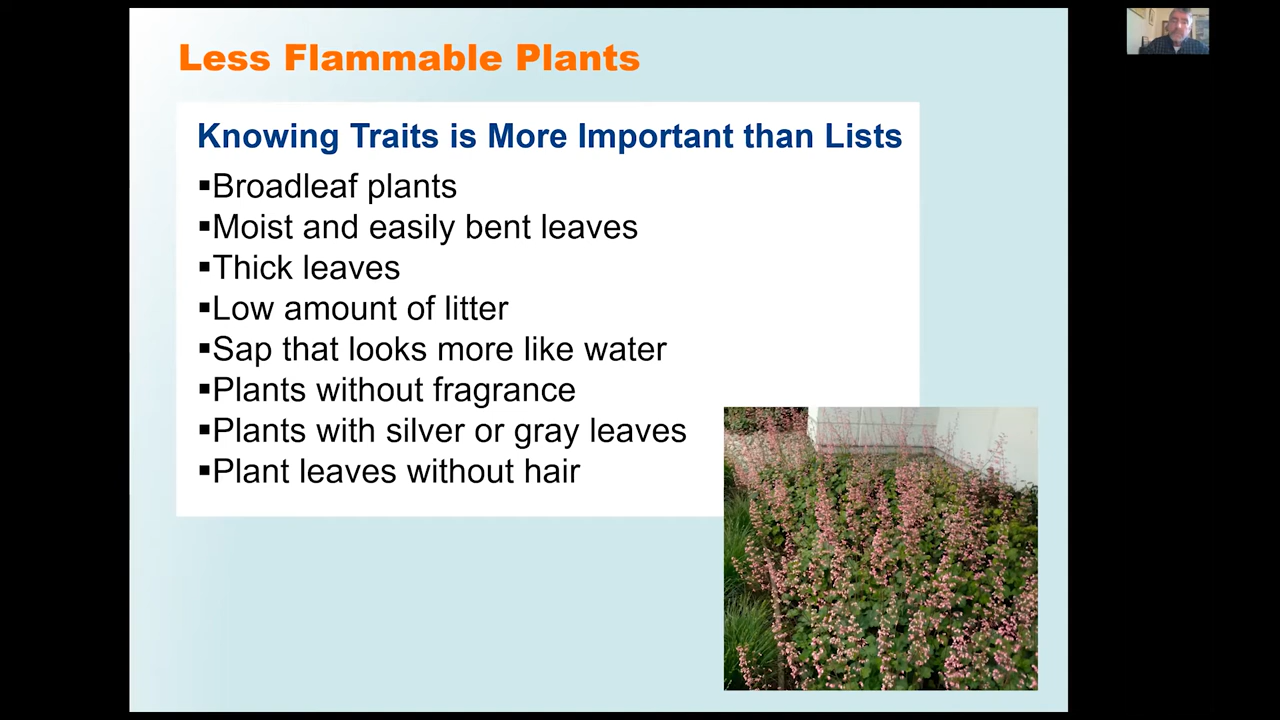 Less Flammable Plants
Knowing Traits is More Important than Lists
▪Broadleaf plants
▪Moist and easily bent leaves
▪Thick leaves
▪Low amount of litter
▪Sap that looks more like water
▪Plants without fragrance
▪Plants with silver or gray leaves
▪Plant leaves without hair